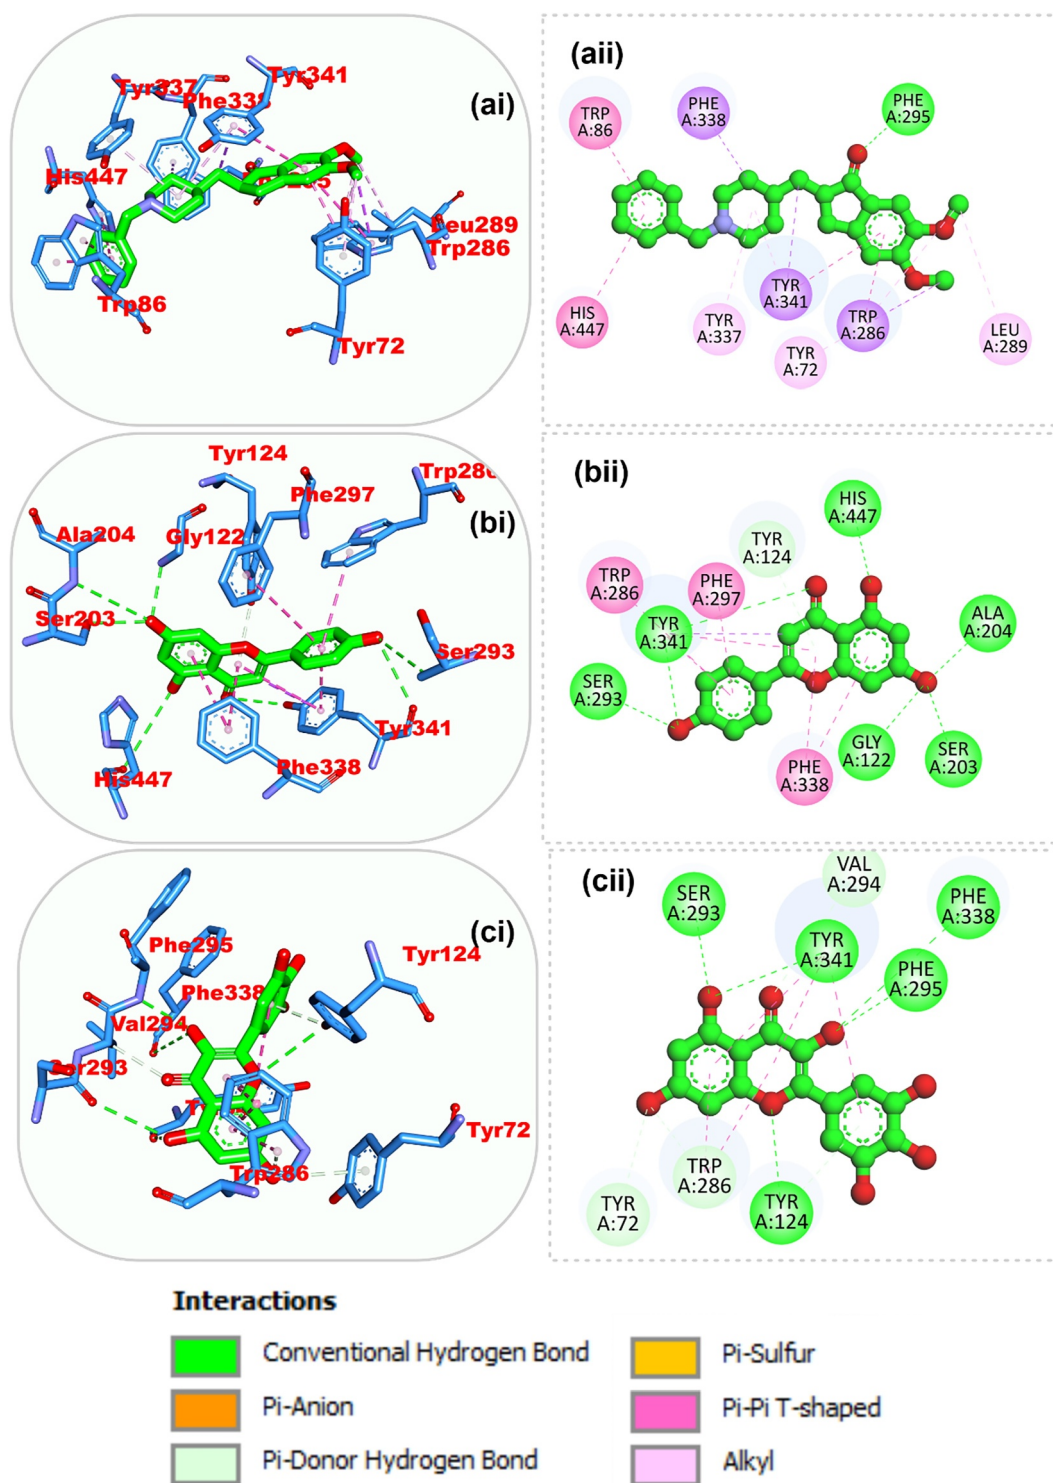 (ai)
Tyr337
Phe338
Tyr341
His447
Leu289
Trp286
Trp86
Tyr72
(aii)
TRP
A:86
PHE
A:338
PHE
A:295
HIS
A:447
TYR
A:337
TYR
A:341
TYR
A:72
TRP
A:286
LEU
A:289
(bi)
Tyr124
Phe297
Ala204
Gly122
Ser203
Ser293
Tyr341
His447
Phe338
(bii)
HIS
A:447
TYR
A:124
TRP
A:286
PHE
A:297
TYR
A:341
ALA
A:204
SER
A:293
GLY
A:122
SER
A:203
PHE
A:338
(ci)
Phe295
Tyr124
Phe338
Val294
Tyr72
Trp286
(cii)
VAL
A:294
SER
A:293
TYR
A:341
PHE
A:338
PHE
A:295
TYR
A:72
TRP
A:286
TYR
A:124
Interactions
Conventional Hydrogen Bond
Pi-Anion
Pi-Donor Hydrogen Bond
Pi-Sulfur
Pi-Pi T-shaped
Alkyl